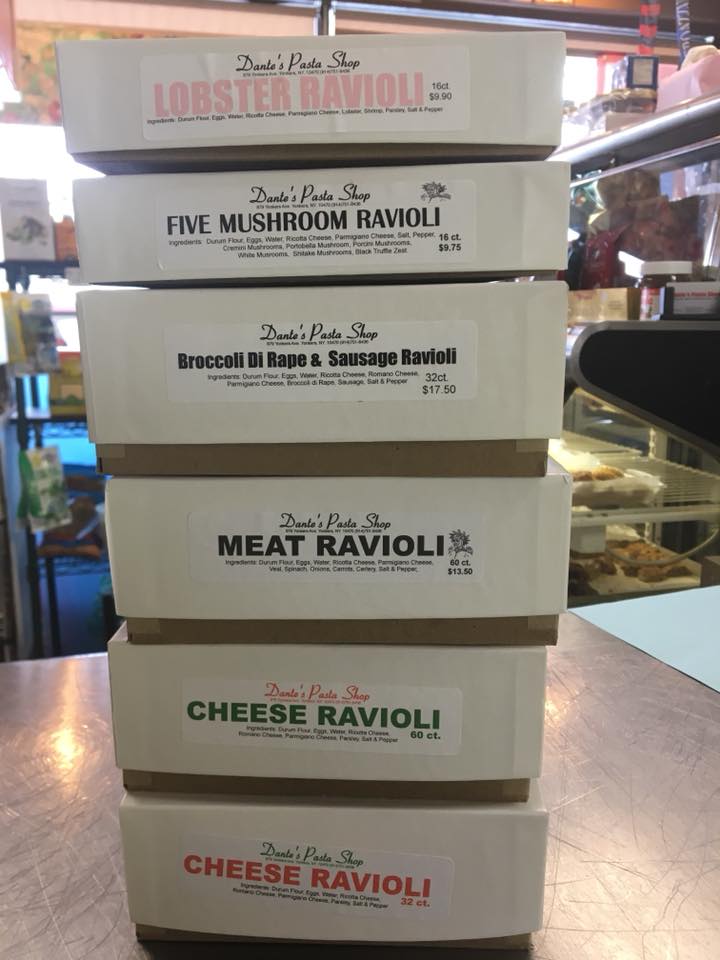 Dante's Pasta Shop
LOBSTER RAVIOLI
16ct.
$9.90
Ingredients: Durum Flour, Eggs, Water, Ricotta Cheese, Parmigiano Cheese, Lobster, Shrimp, Parsley, Salt & Pepper
Dante's Pasta Shop
FIVE MUSHROOM RAVIOLI
Ingredients: Durum Flour, Eggs, Water, Ricotta Cheese, Parmigiano Cheese, Salt, Pepper,
Cremini Mushrooms, Portobella Mushroom, Porcini Mushrooms,
White Musrooms, Shitake Mushrooms, Black Truffle Zest
16 ct.
$9.75
Dante's Pasta Shop
Broccoli Di Rape & Sausage Ravioli
Ingredients: Durum Flour, Eggs, Water, Ricotta Cheese, Romano Cheese,
Parmigiano Cheese, Broccoli di Rape, Sausage, Salt & Pepper
32ct.
$17.50
Dante's Pasta Shop
MEAT RAVIOLI
Ingredients: Durum Flour, Eggs, Water, Ricotta Cheese, Parmigiano Cheese,
Veal, Spinach, Onions, Carrots, Cerlery, Salt & Pepper,
60 ct.
$13.50
Dante's Pasta Shop
CHEESE RAVIOLI
Ingredients: Durum Flour, Eggs, Water, Ricotta Cheese,
Romano Cheese, Parmigiano Cheese, Parsley, Salt & Pepper
60 ct.
Dante's Pasta Shop
CHEESE RAVIOLI
Ingredients: Durum Flour, Eggs, Water, Ricotta Cheese,
Romano Cheese, Parmigiano Cheese, Parsley, Salt & Pepper
32 ct.